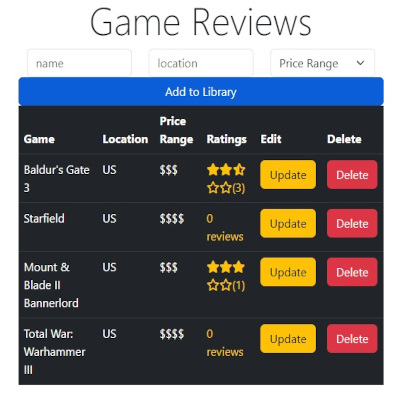 Game Reviews
name location Price Range
Add to Library
Price
Game Location Range Ratings Edit Delete
Baldur's Gate US $$$ Update Delete
3 (3)
Starfield US $$$$ 0 Update Delete
reviews
Mount & US $$$ Update Delete
Blade II (1)
Bannerlord
Total War: US $$$$ 0 Update Delete
Warhammer reviews
III